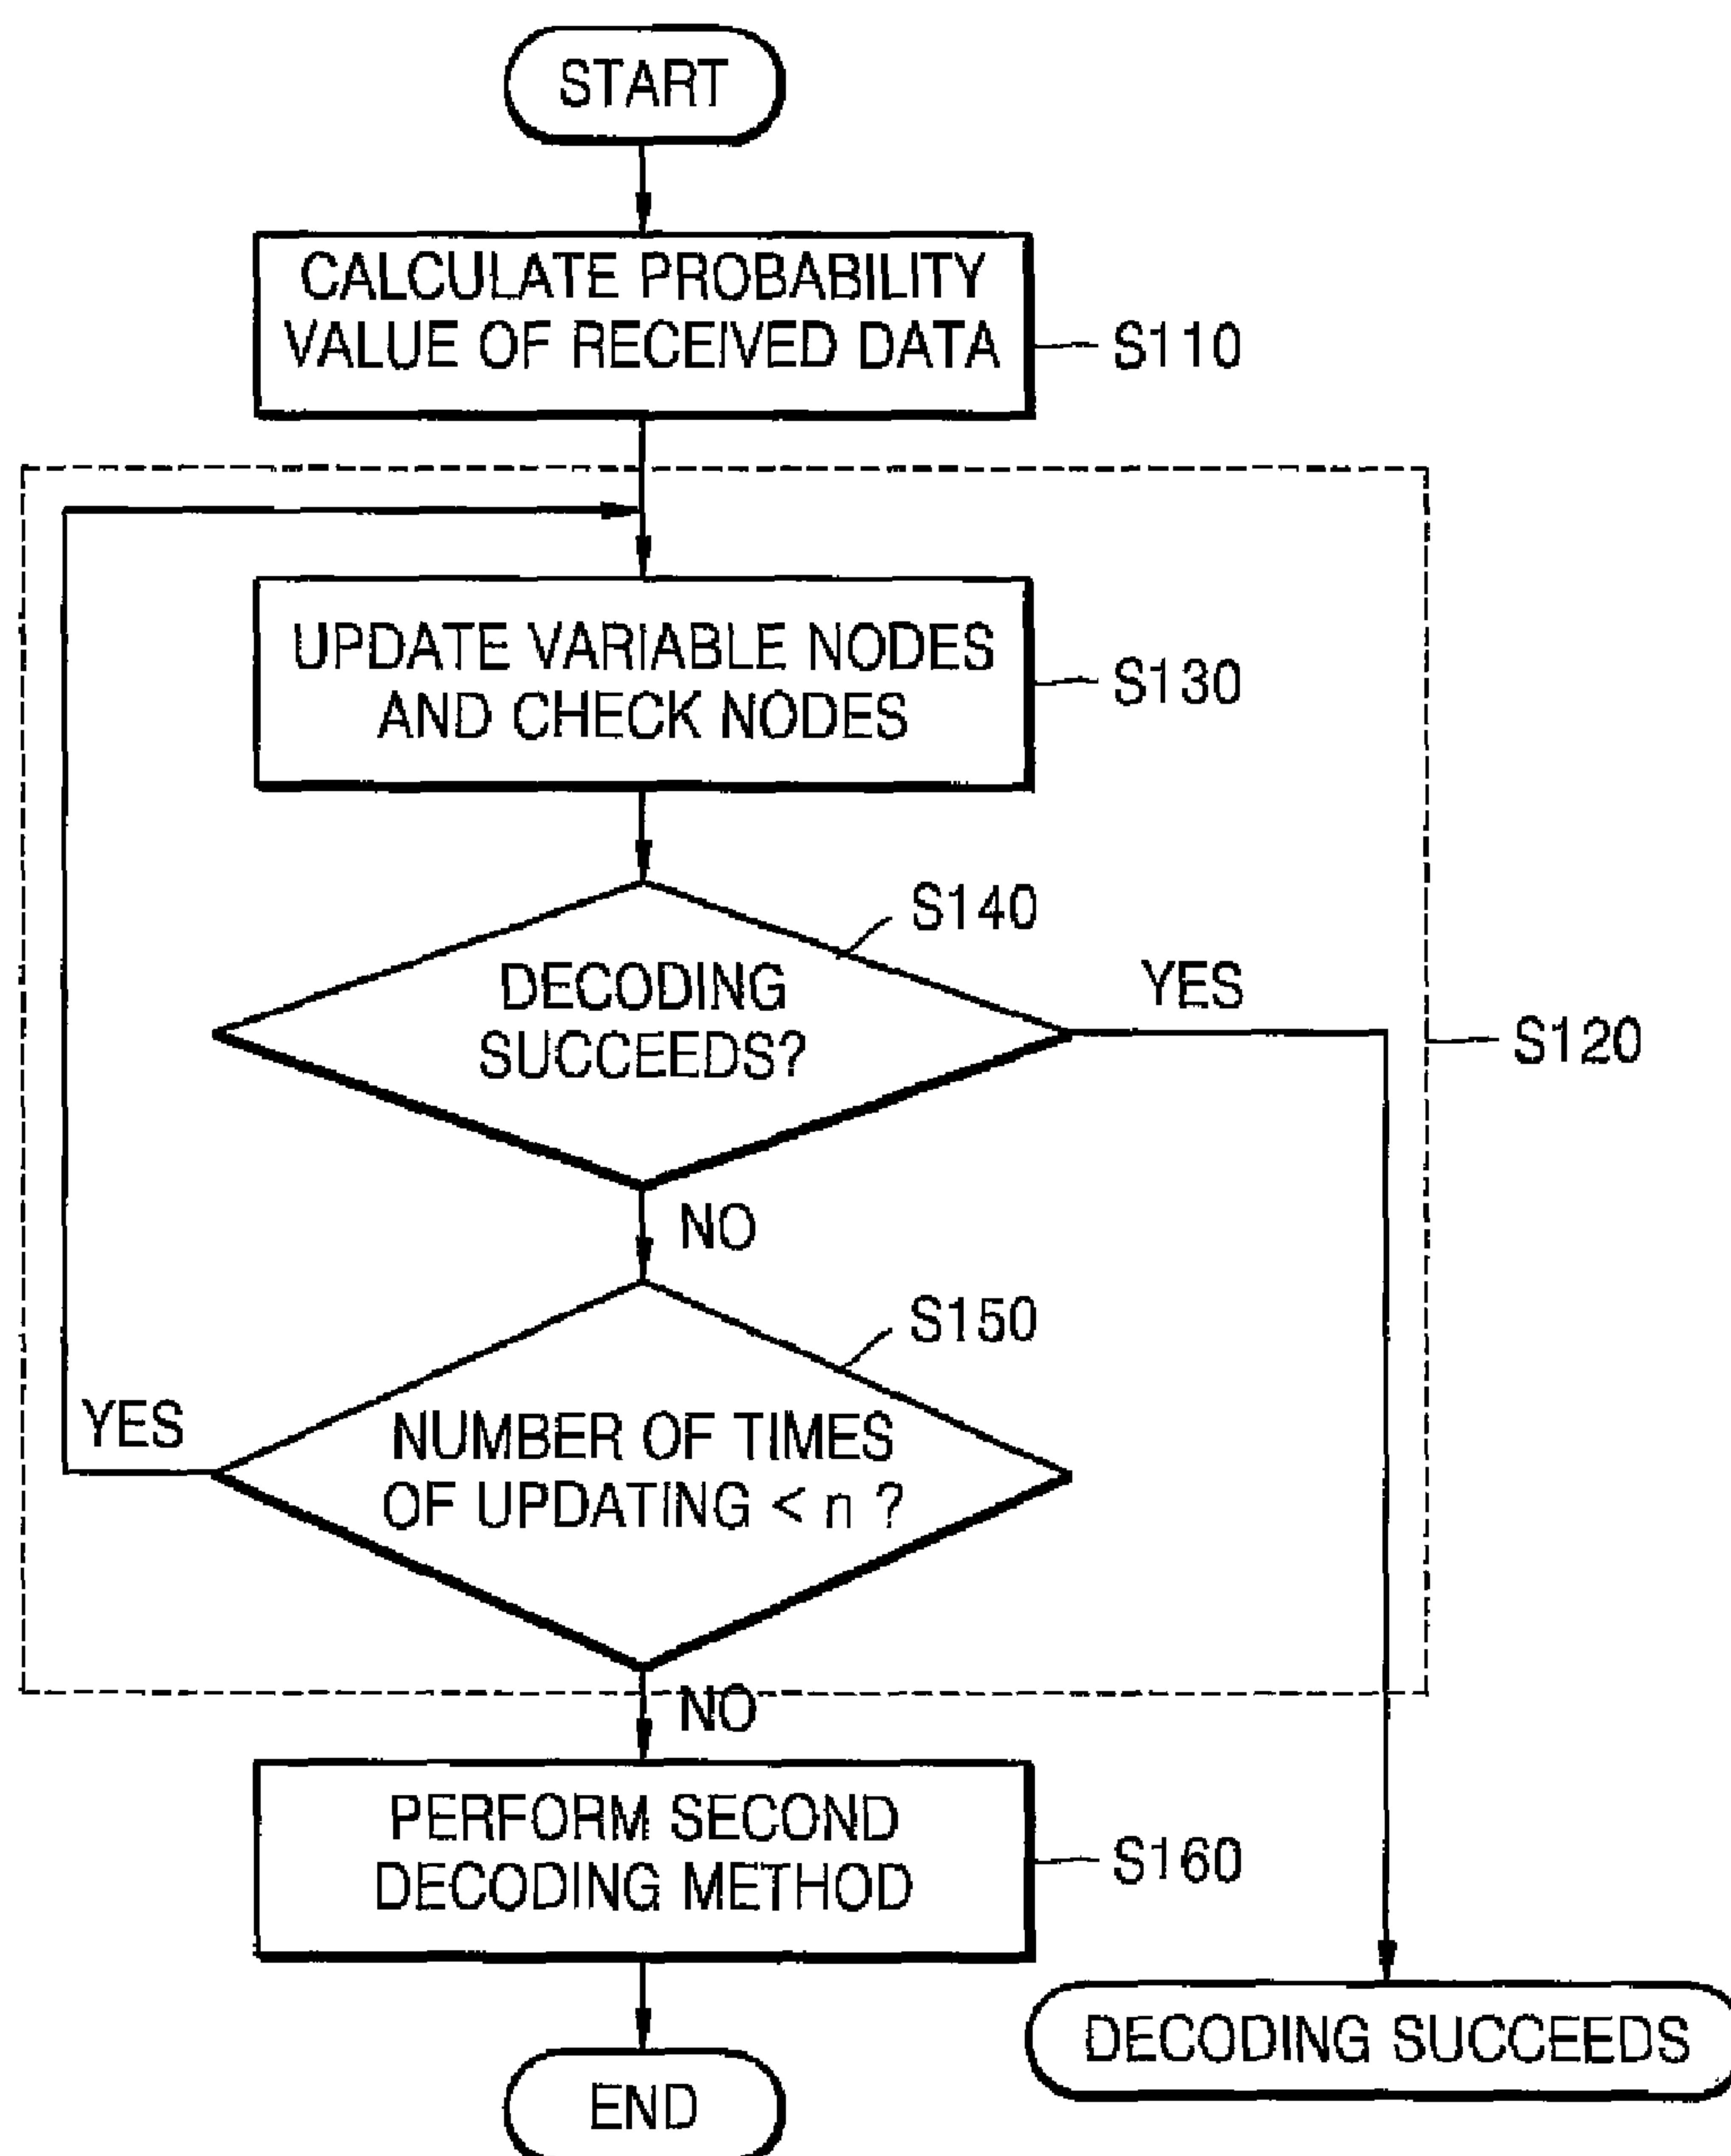 START
CALCULATE PROBABILITY
VALUE OF RECEIVED DATA
S110
UPDATE VARIABLE NODES
AND CHECK NODES
S130
S140
DECODING
SUCCEEDS?
YES
S120
NO
S150
NUMBER OF TIMES
OF UPDATING < n ?
YES
NO
PERFORM SECOND
DECODING METHOD
S160
DECODING SUCCEEDS
END